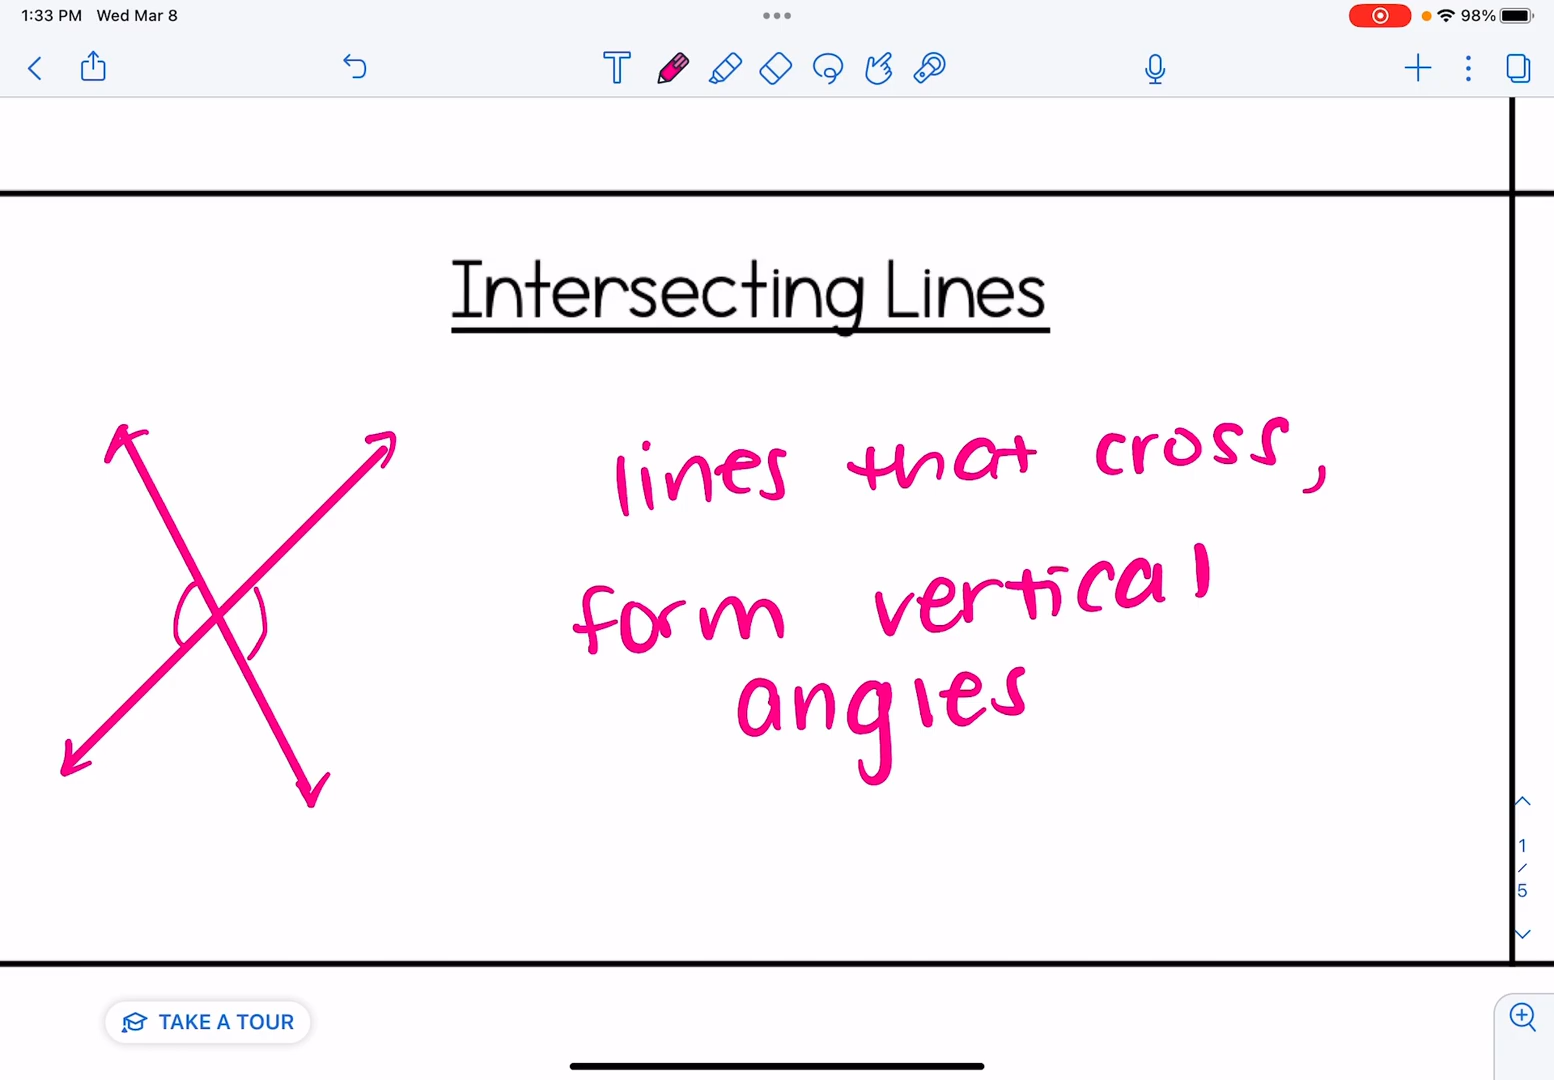 1:33 PM Wed Mar 8
98%
T
Intersecting Lines
lines that cross,
form vertical
angles
1
/
5
TAKE A TOUR